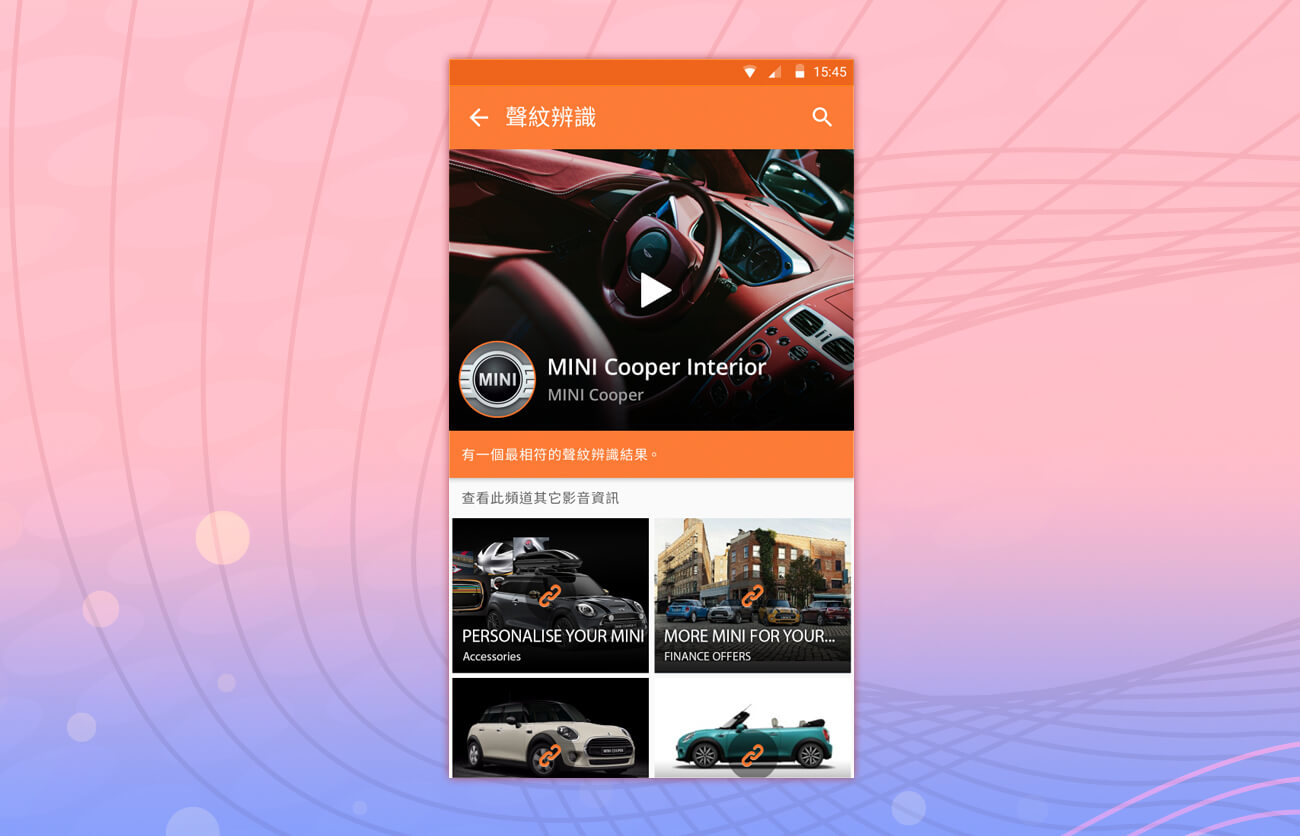 15:45
聲紋辨識
MINI Cooper Interior
MINI
MINI Cooper
有一個最相符的聲紋辨識結果。
查看此頻道其它影音資訊
PERSONALISE YOUR MINI
Accessories
MORE MINI FOR YOUR...
FINANCE OFFERS